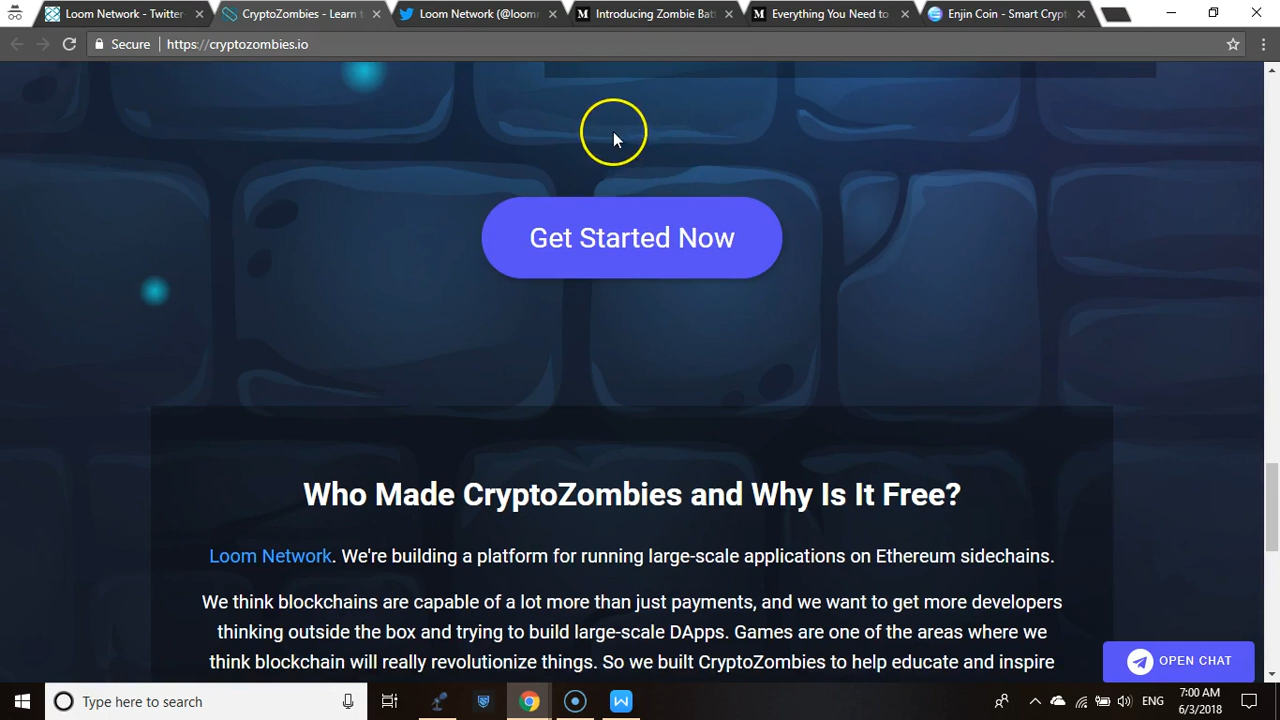 Loom Network - Twitter
CryptoZombies - Learn t
Loom Network (@loomn
Introducing Zombie Batt
Everything You Need to
Enjin Coin - Smart Crypt
Secure
https://cryptozombies.io
Get Started Now
Who Made CryptoZombies and Why Is It Free?
Loom Network. We're building a platform for running large-scale applications on Ethereum sidechains.
We think blockchains are capable of a lot more than just payments, and we want to get more developers
thinking outside the box and trying to build large-scale DApps. Games are one of the areas where we
think blockchain will really revolutionize things. So we built CryptoZombies to help educate and inspire
OPEN CHAT
Type here to search
ENG
7:00 AM
6/3/2018